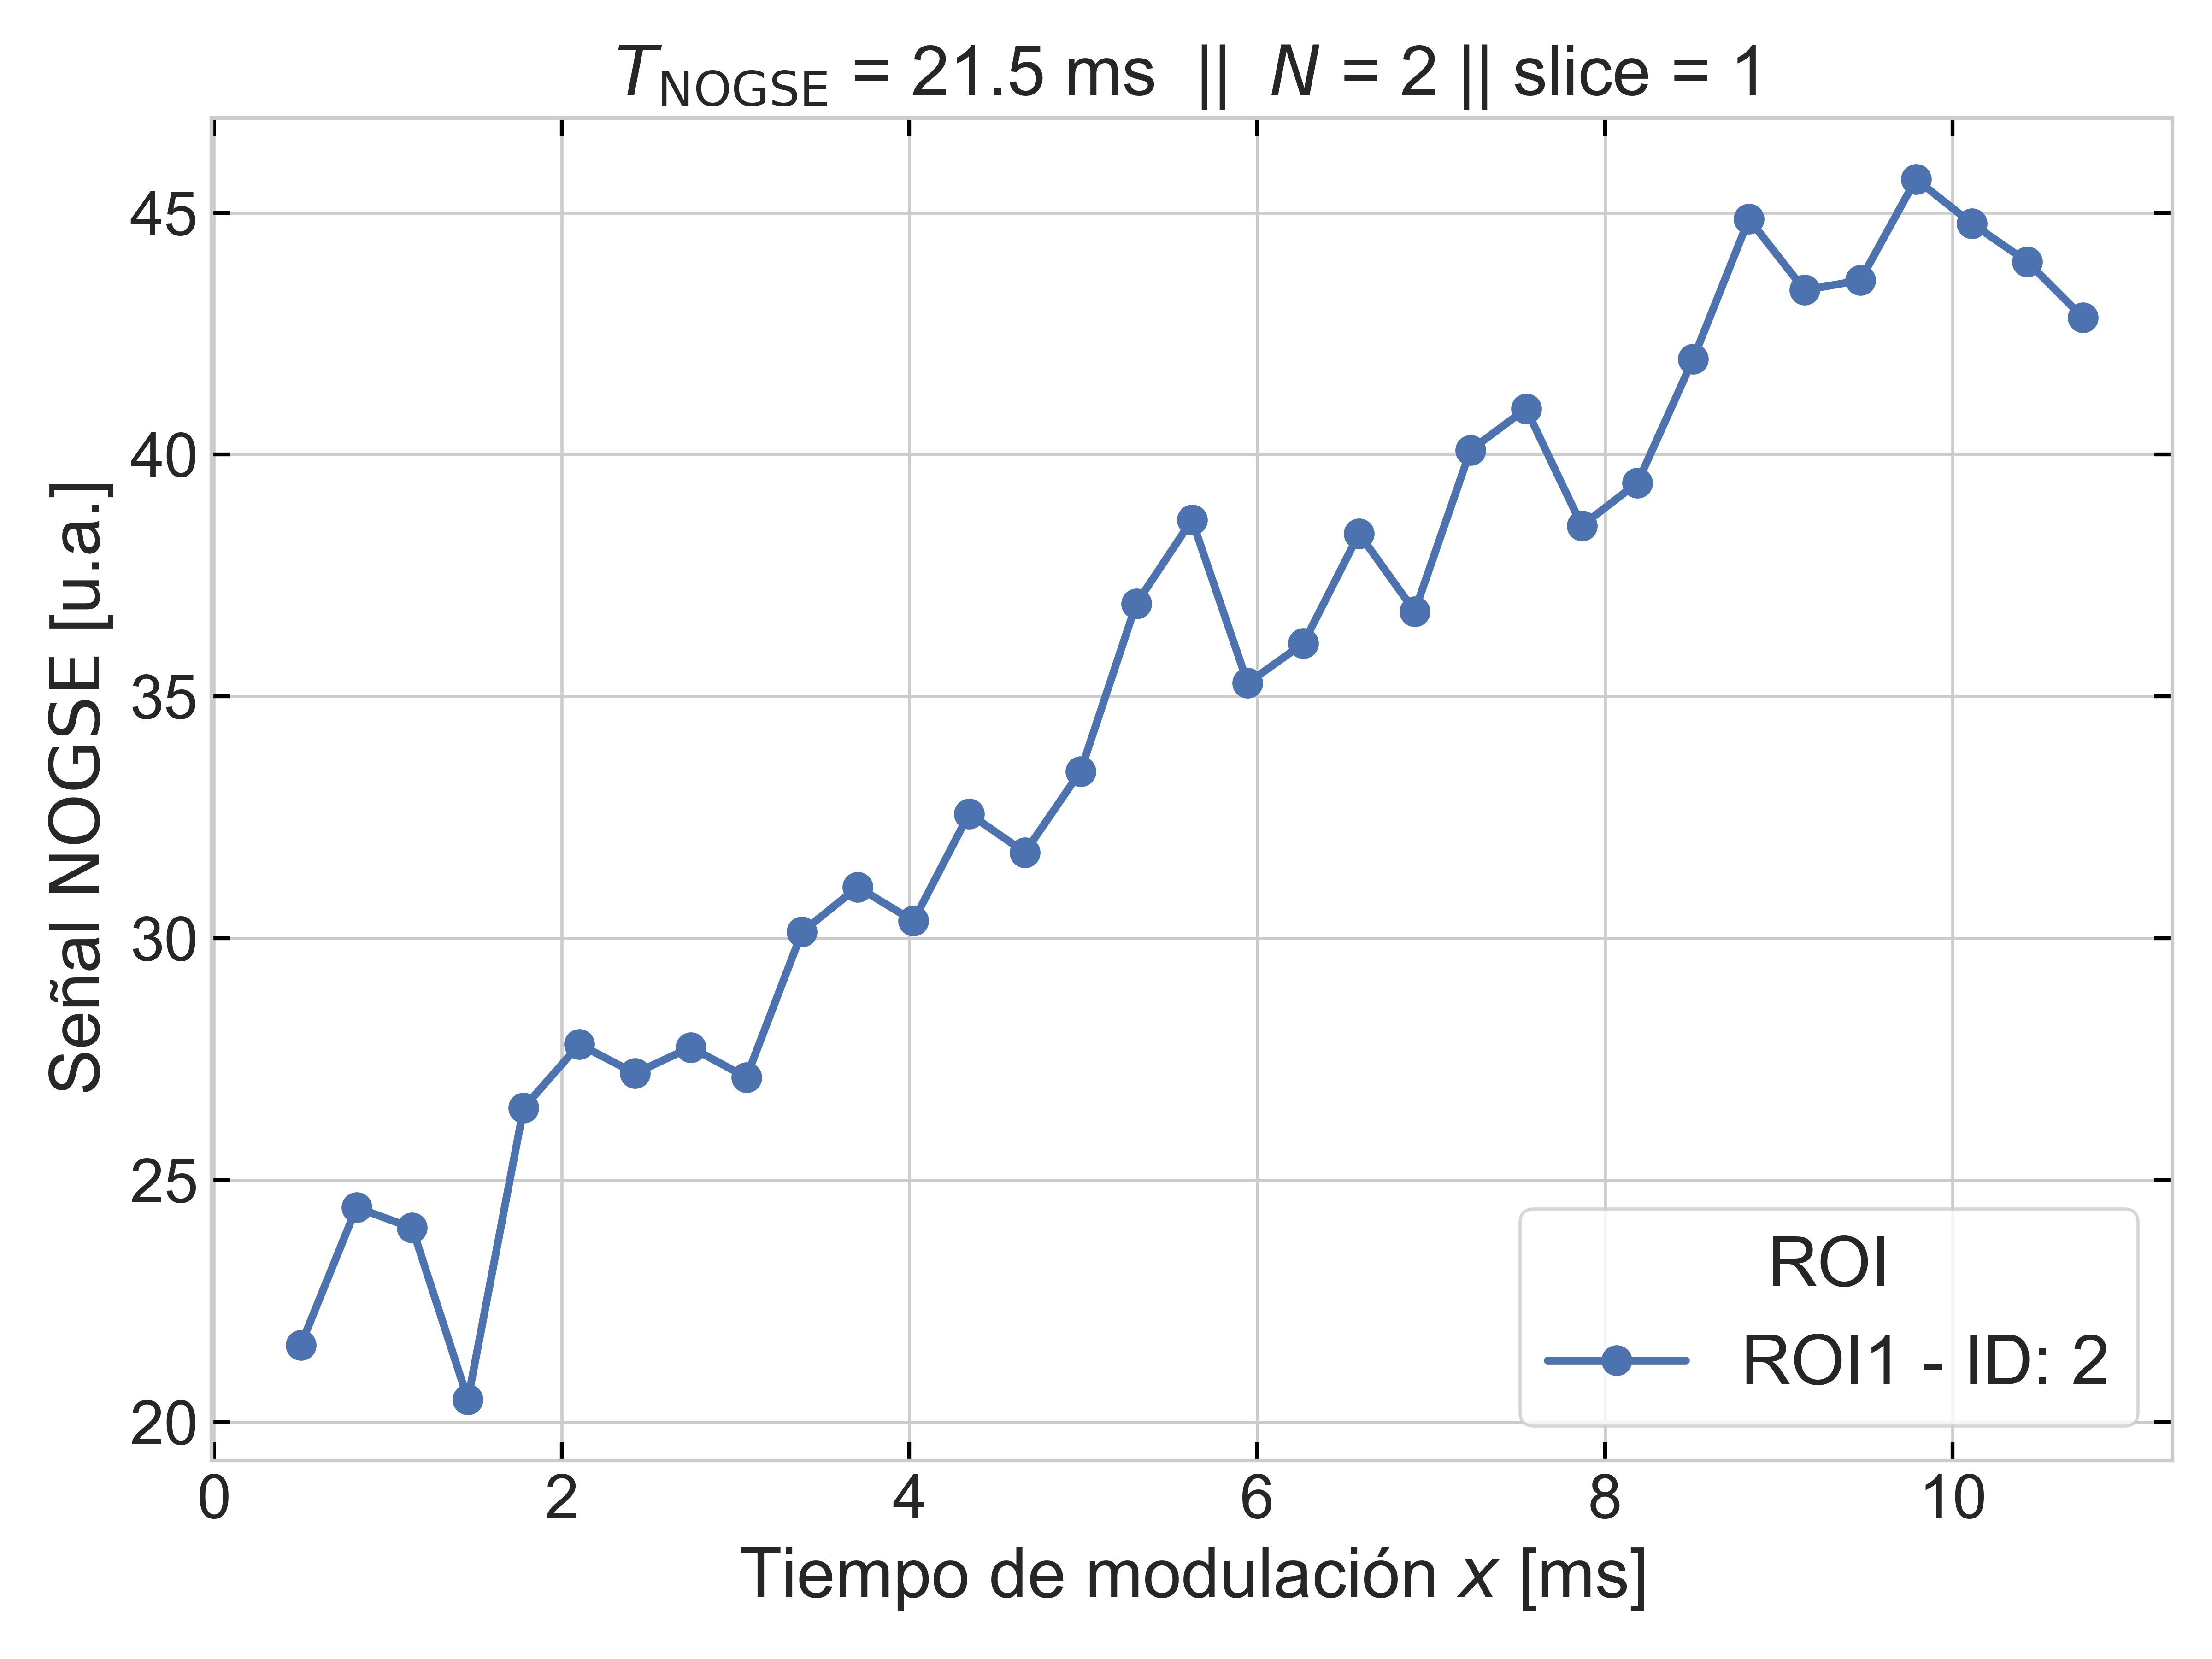 T_NOGSE = 21.5 ms || N = 2 || slice = 1
Señal NOGSE [u.a.]
45
40
35
30
25
20
ROI
ROI1 - ID: 2
0 2 4 6 8 10
Tiempo de modulación x [ms]